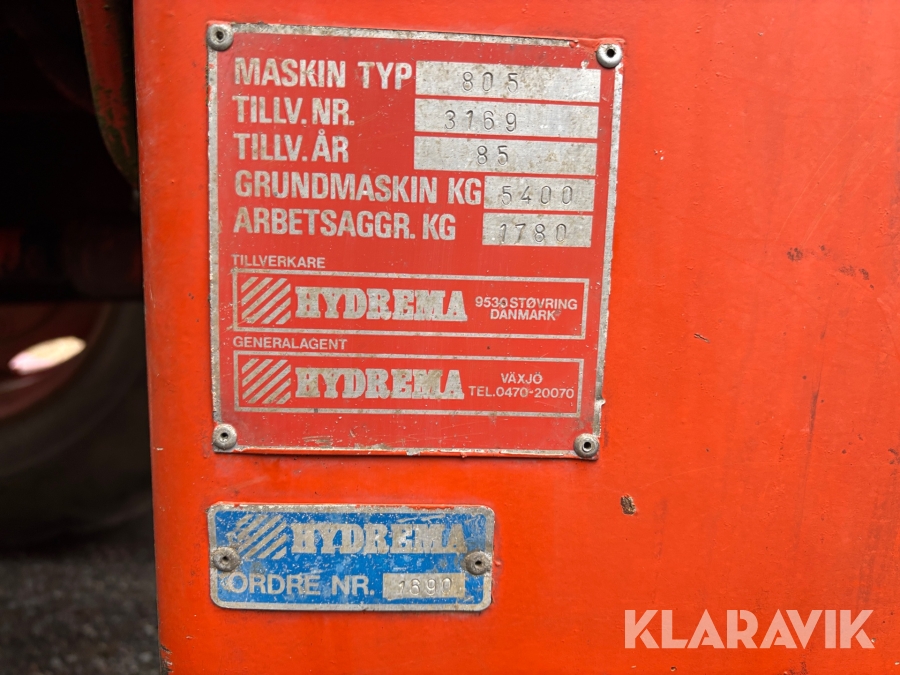 MASKIN TYP 805
TILLV. NR. 3169
TILLV. ÅR 85
GRUNDMASKIN KG 5400
ARBETSAGGR. KG 1780
TILLVERKARE
HYDREMA 9530 STØVRING
DANMARK
GENERALAGENT
HYDREMA VÄXJÖ
TEL. 0470-20070
HYDREMA
ORDRE NR. 1690
KLARAVIK